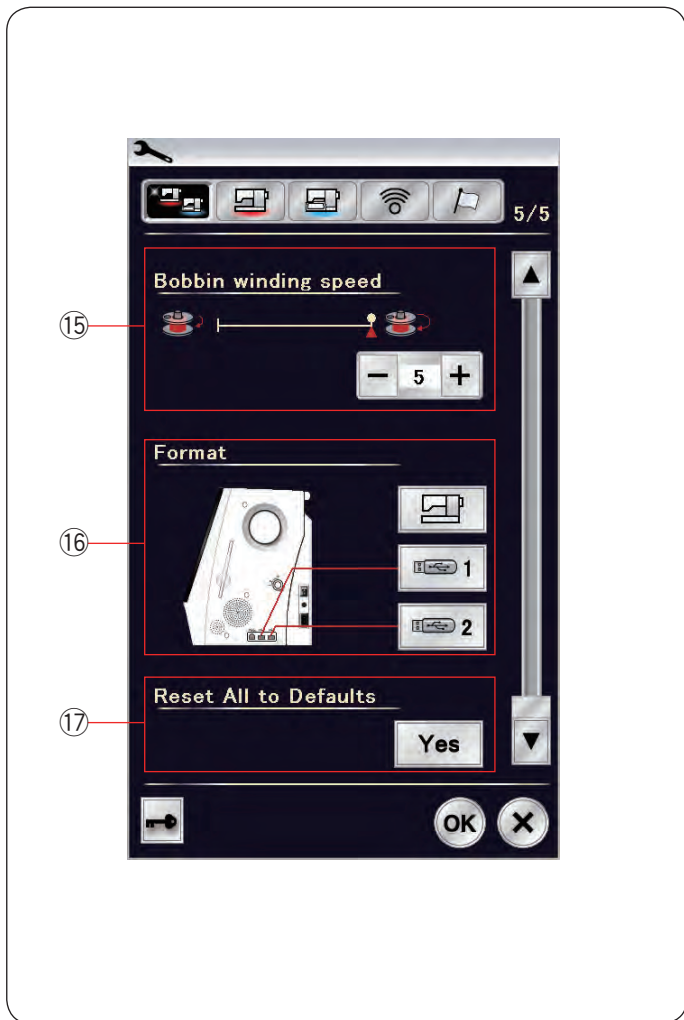 5/5
Bobbin winding speed
⑮
− 5 +
Format
⑯
1
2
Reset All to Defaults
⑰
Yes
OK